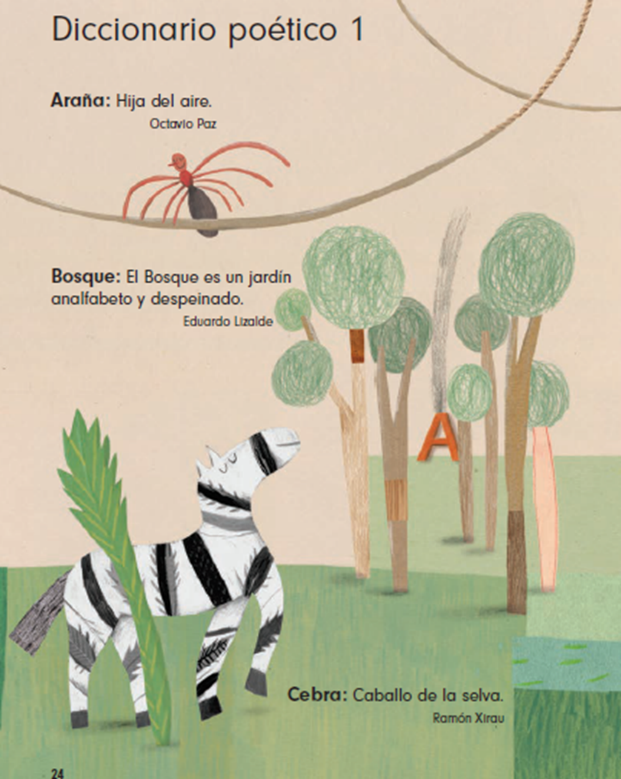 Diccionario poético 1
Araña: Hija del aire.
Octavio Paz
Bosque: El Bosque es un jardín
analfabeto y despeinado.
Eduardo Lizalde
A
Cebra: Caballo de la selva.
Ramón Xirau
24